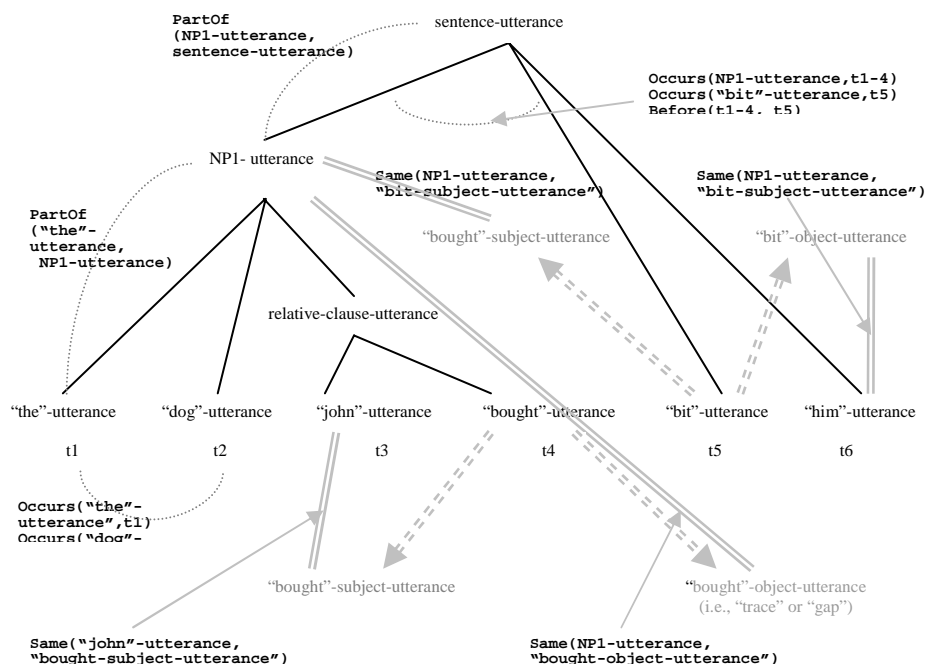 PartOf
(NP1-utterance,
sentence-utterance)
sentence-utterance
Occurs(NP1-utterance,t1-4)
Occurs(“bit”-utterance,t5)
Before(t1-4, t5)
NP1- utterance
Same(NP1-utterance,
“bit-subject-utterance”)
Same(NP1-utterance,
“bit-subject-utterance”)
PartOf
(“the”-
utterance,
NP1-utterance)
“bought”-subject-utterance
“bit”-object-utterance
relative-clause-utterance
“the”-utterance
“dog”-utterance
“john”-utterance
“bought”-utterance
“bit”-utterance
“him”-utterance
t1
t2
t3
t4
t5
t6
Occurs(“the”-
utterance”,t1)
Occurs(“dog”-
“bought”-subject-utterance
“bought”-object-utterance
(i.e., “trace” or “gap”)
Same(“john”-utterance,
“bought-subject-utterance”)
Same(NP1-utterance,
“bought-object-utterance”)